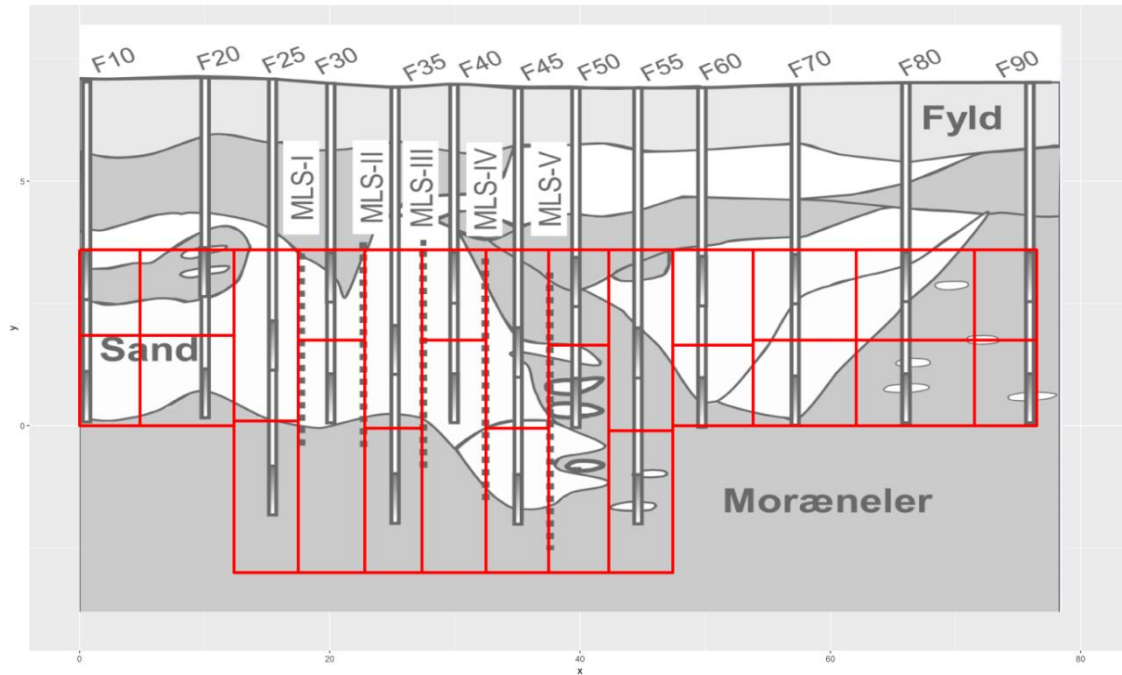 F10 F20 F25 F30 F35 F40 F45 F50 F55 F60 F70 F80 F90
Fyld
MLS-I MLS-II MLS-III MLS-IV MLS-V
5
y
Sand
0
Moræneler
0 20 40 60 80
x